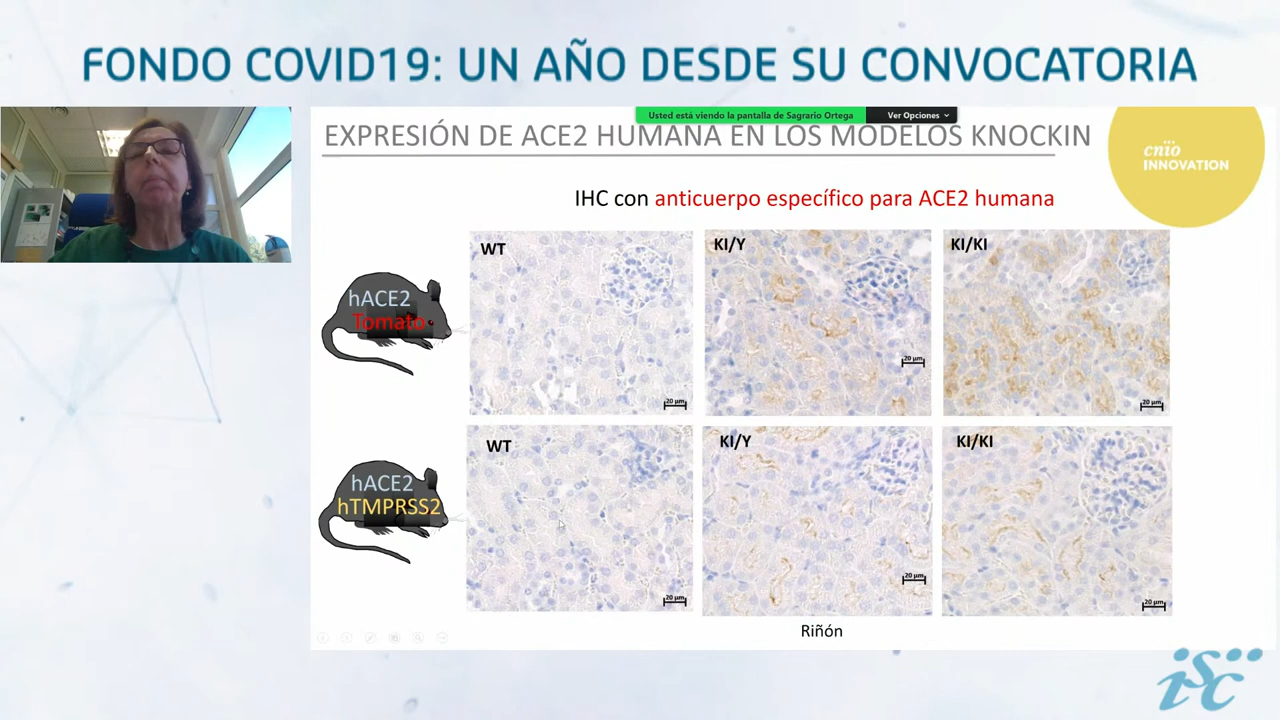 FONDO COVID19: UN AÑO DESDE SU CONVOCATORIA
Usted está viendo la pantalla de Sagrario Ortega
Ver Opciones
EXPRESIÓN DE ACE2 HUMANA EN LOS MODELOS KNOCKIN
cnio
INNOVATION
IHC con anticuerpo específico para ACE2 humana
WT
KI/Y
KI/KI
hACE2
Tomato
20 µm
20 µm
20 µm
WT
KI/Y
KI/KI
hACE2
hTMPRSS2
20 µm
20 µm
20 µm
Riñón
isc